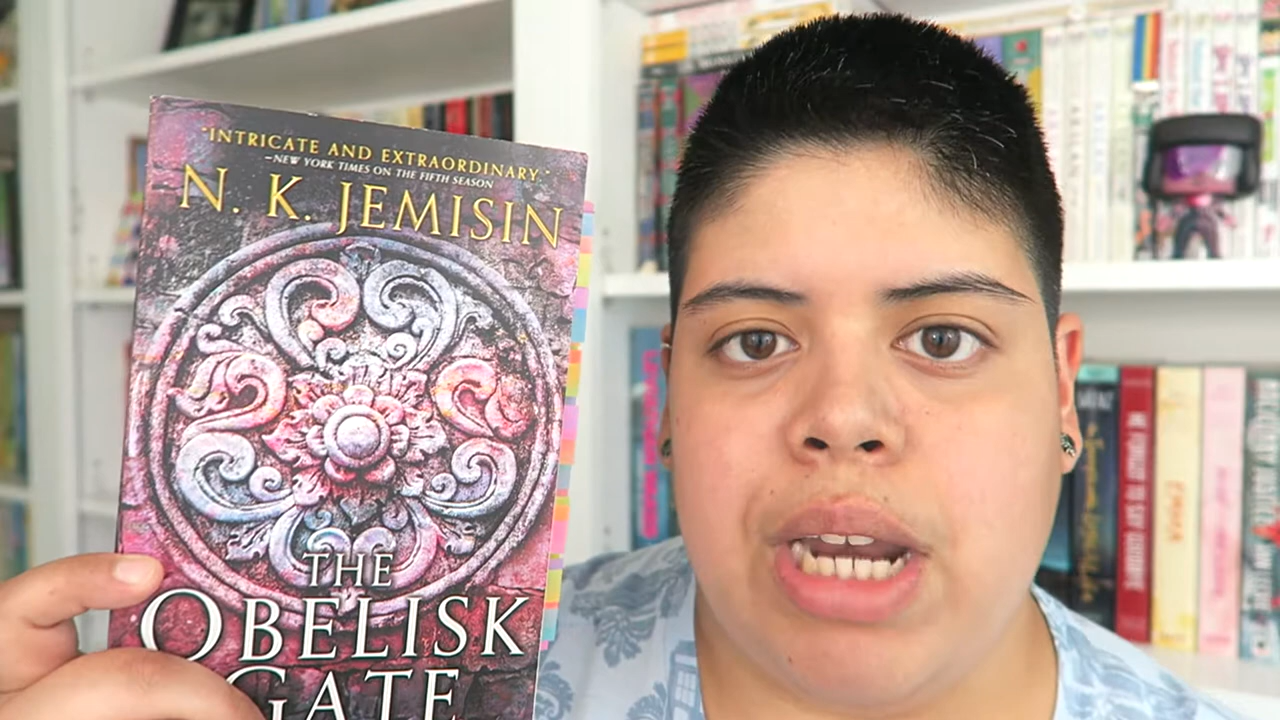 "INTRICATE AND EXTRAORDINARY."
—NEW YORK TIMES ON THE FIFTH SEASON
N. K. JEMISIN
THE
OBELISK
GATE